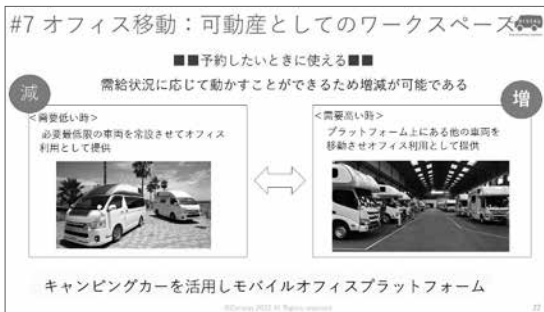 #7 オフィス移動：可動産としてのワークスペース
■■予約したいときに使える■■
需給状況に応じて動かすことができるため増減が可能である
減
<需要低い時>
必要最低限の車両を常設させてオフィス
利用として提供
増
<需要高い時>
プラットフォーム上にある他の車両を
移動させオフィス利用として提供
キャンピングカーを活用しモバイルオフィスプラットフォーム
©Carstay 2022 All Rights reserved
27